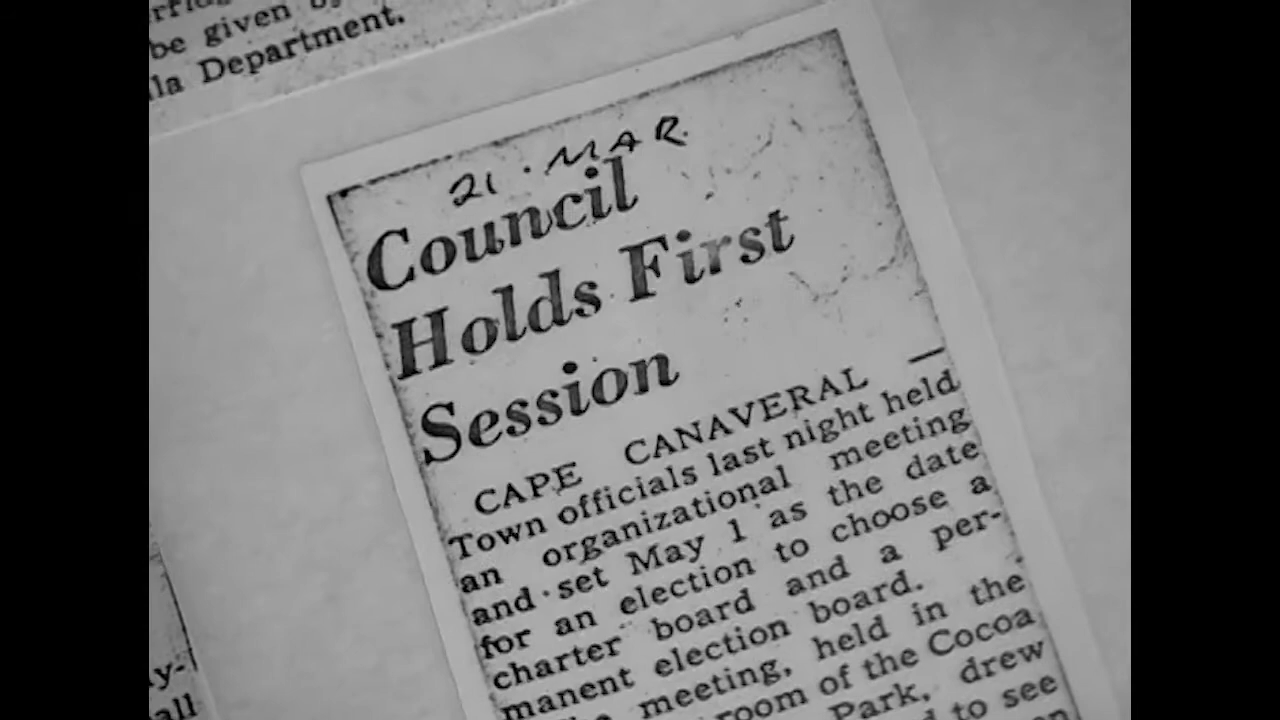 be given
la Department.
21 · MAR.
Council
Holds First
Session
CAPE CANAVERAL —
Town officials last night held
an organizational meeting
and set May 1 as the date
for an election to choose a
charter board and a per-
manent election board.
meeting, held in the
room of the Cocoa
Park, drew
to see
y-
all